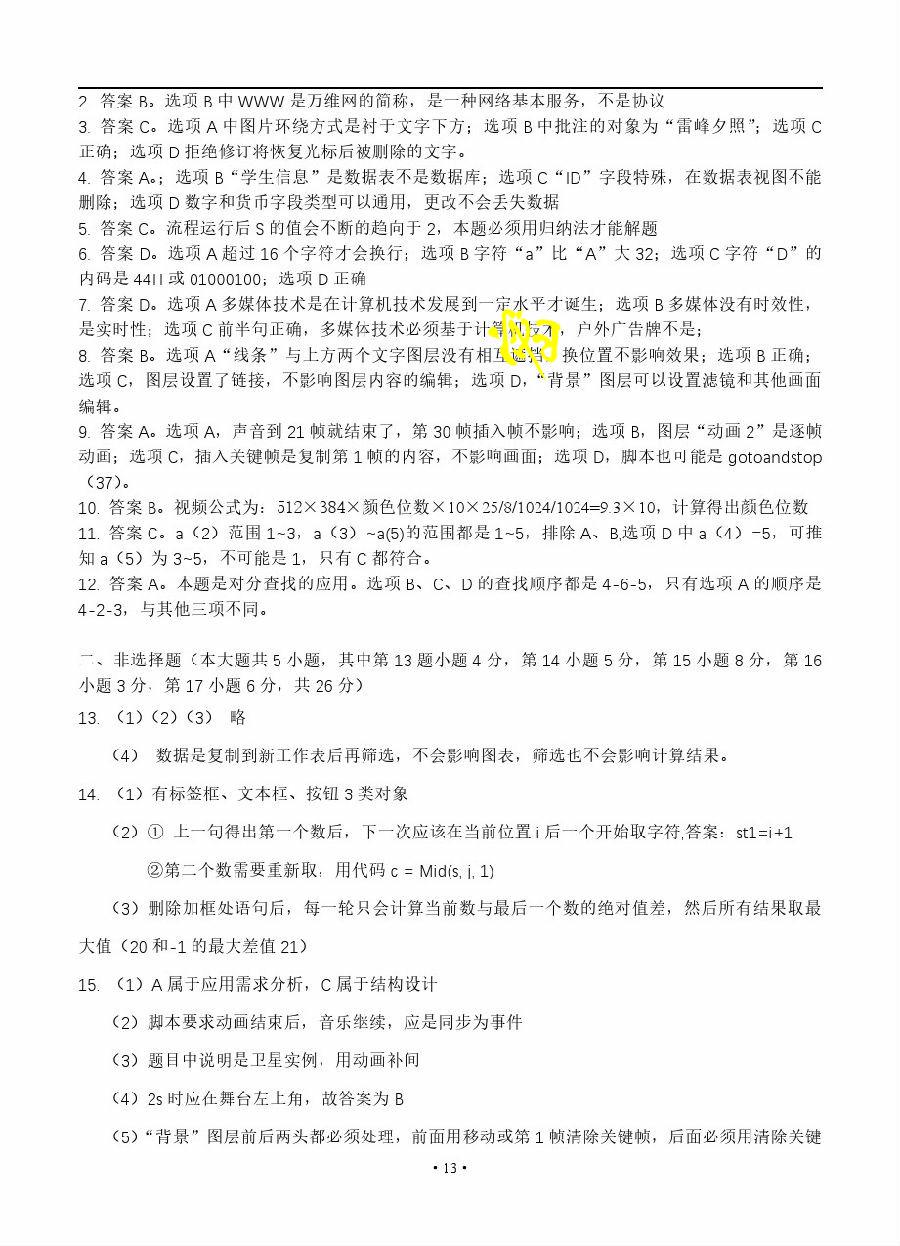 2. 答案 B。选项 B 中 WWW 是万维网的简称，是一种网络基本服务，不是协议
3. 答案 C。选项 A 中图片环绕方式是衬于文字下方；选项 B 中批注的对象为“雷峰夕照”；选项 C
正确；选项 D 拒绝修订将恢复光标后被删除的文字。
4. 答案 A。；选项 B“学生信息”是数据表不是数据库；选项 C“ID”字段特殊，在数据表视图不能
删除；选项 D 数字和货币字段类型可以通用，更改不会丢失数据
5. 答案 C。流程运行后 S 的值会不断的趋向于 2，本题必须用归纳法才能解题
6. 答案 D。选项 A 超过 16 个字符才会换行；选项 B 字符“a”比“A”大 32；选项 C 字符“D”的
内码是 44H 或 01000100；选项 D 正确
7. 答案 D。选项 A 多媒体技术是在计算机技术发展到一定水平才诞生；选项 B 多媒体没有时效性，
是实时性；选项 C 前半句正确，多媒体技术必须基于计算机技术，户外广告牌不是；
8. 答案 B。选项 A“线条”与上方两个文字图层没有相互遮挡，换位置不影响效果；选项 B 正确；
选项 C，图层设置了链接，不影响图层内容的编辑；选项 D，“背景”图层可以设置滤镜和其他画面
编辑。
9. 答案 A。选项 A，声音到 21 帧就结束了，第 30 帧插入帧不影响；选项 B，图层“动画 2”是逐帧
动画；选项 C，插入关键帧是复制第 1 帧的内容，不影响画面；选项 D，脚本也可能是 gotoandstop
（37）。
10. 答案 B。视频公式为：512×384×颜色位数×10×25/8/1024/1024=9.3×10，计算得出颜色位数
11. 答案 C。a（2）范围 1~3，a（3）~a(5)的范围都是 1~5，排除 A、B,选项 D 中 a（4）=5，可推
知 a（5）为 3~5，不可能是 1，只有 C 都符合。
12. 答案 A。本题是对分查找的应用。选项 B、C、D 的查找顺序都是 4-6-5，只有选项 A 的顺序是
4-2-3，与其他三项不同。
二、非选择题（本大题共 5 小题，其中第 13 题小题 4 分，第 14 小题 5 分，第 15 小题 8 分，第 16
小题 3 分，第 17 小题 6 分，共 26 分）
13. （1）（2）（3） 略
（4） 数据是复制到新工作表后再筛选，不会影响图表，筛选也不会影响计算结果。
14. （1）有标签框、文本框、按钮 3 类对象
（2）① 上一句得出第一个数后，下一次应该在当前位置 i 后一个开始取字符,答案：st1=i+1
②第二个数需要重新取，用代码 c = Mid(s, j, 1)
（3）删除加框处语句后，每一轮只会计算当前数与最后一个数的绝对值差，然后所有结果取最
大值（20 和-1 的最大差值 21）
15. （1）A 属于应用需求分析，C 属于结构设计
（2）脚本要求动画结束后，音乐继续，应是同步为事件
（3）题目中说明是卫星实例，用动画补间
（4）2s 时应在舞台左上角，故答案为 B
（5）“背景”图层前后两头都必须处理，前面用移动或第 1 帧清除关键帧，后面必须用清除关键
• 13 •